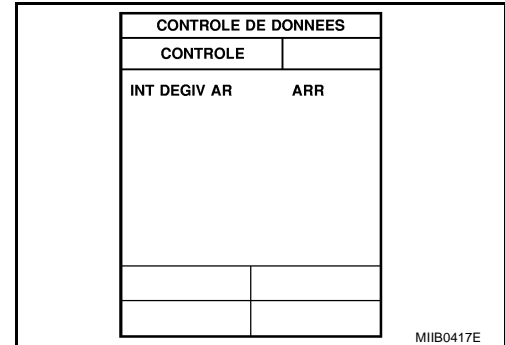 CONTROLE DE DONNEES
CONTROLE
INT DEGIV AR ARR
MIIB0417E